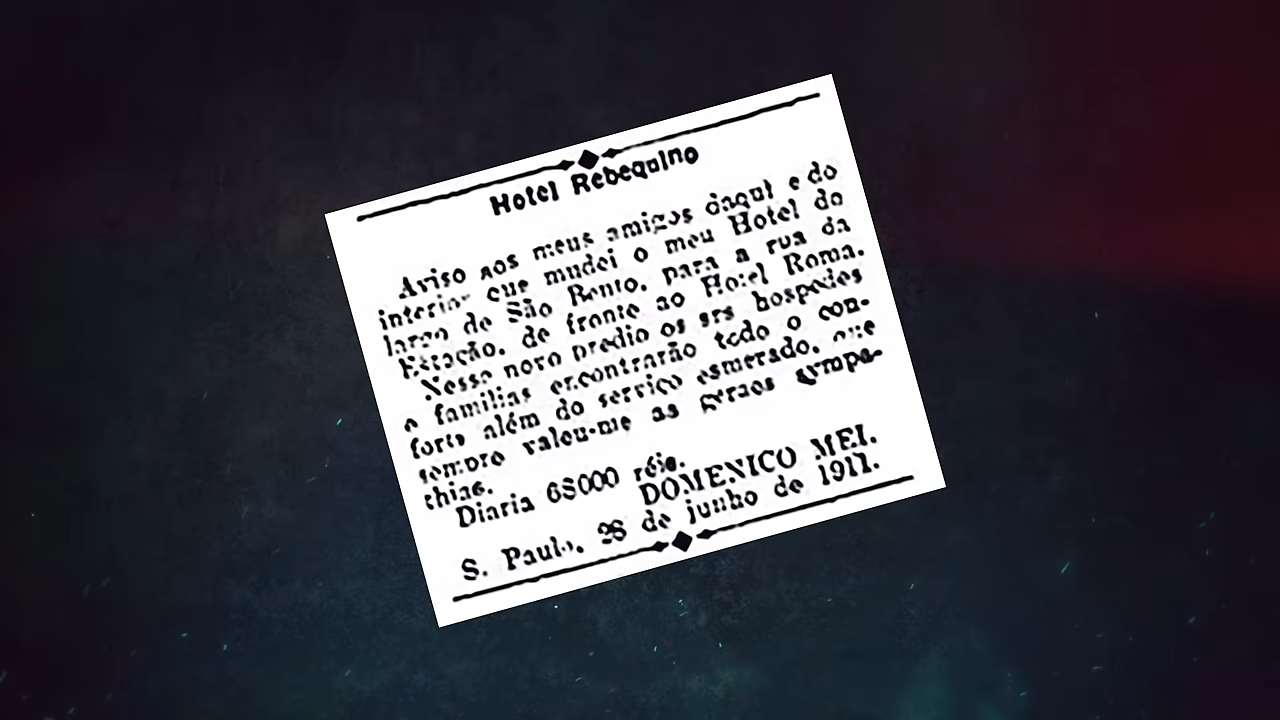 Hotel Rebequino
Aviso aos meus amigos daqui e do
interior que mudei o meu Hotel do
largo de São Bento, para a rua da
Estação, de fronte ao Hotel Roma.
Nesse novo predio os srs hospedes
e familias encontrarão todo o con-
forto além do serviço esmerado, que
sempre valeu-me as geraes sympa-
thias.
Diaria 6$000 réis.
DOMENICO MEI.
S. Paulo, 28 de junho de 1911.